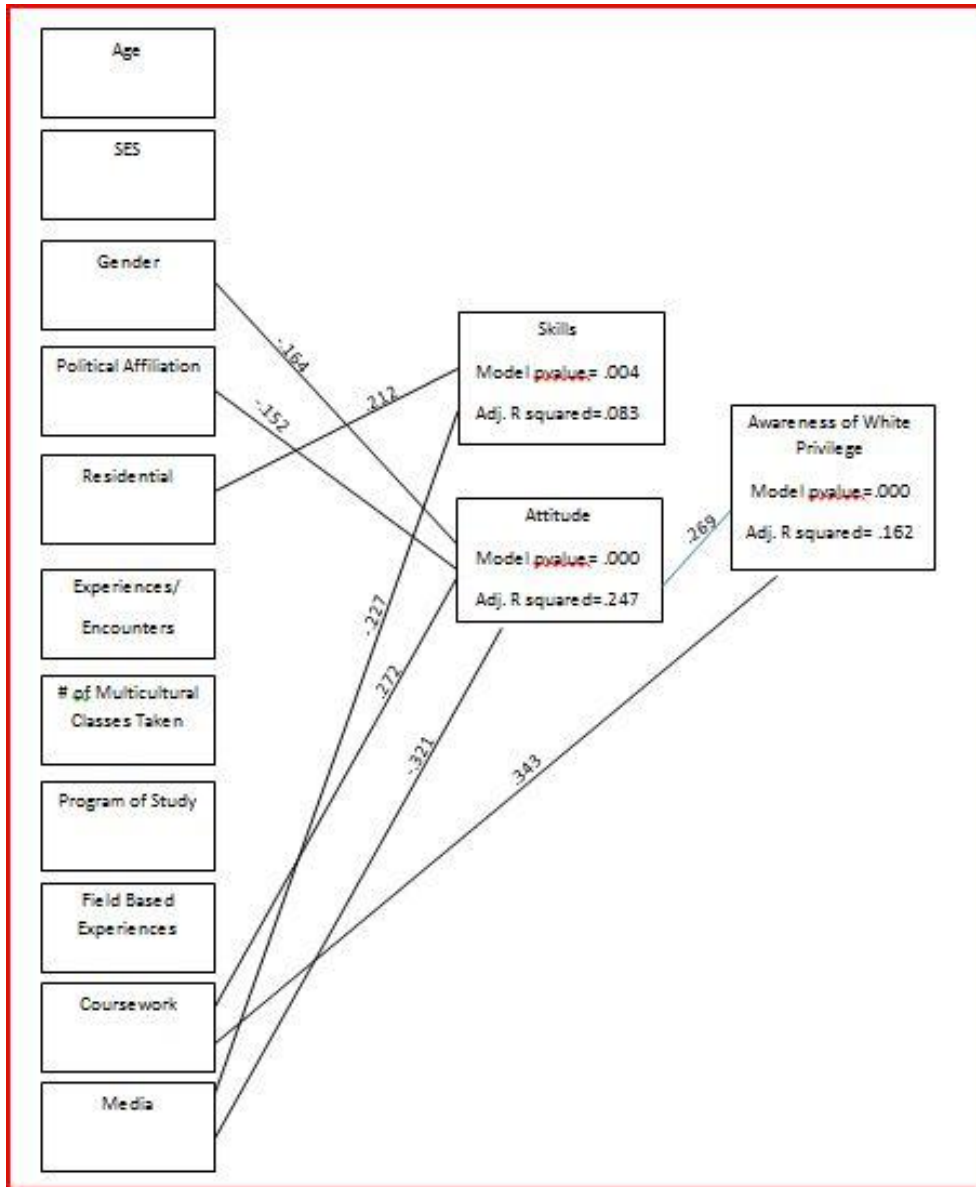 Age
SES
Gender
Political Affiliation
Residential
Experiences/
Encounters
# of Multicultural
Classes Taken
Program of Study
Field Based
Experiences
Coursework
Media
-.164
-.152
.212
-.227
.272
-.321
.343
Skills
Model pvalue= .004
Adj. R squared=.083
Attitude
Model pvalue= .000
Adj. R squared=.247
.269
Awareness of White
Privilege
Model pvalue=.000
Adj. R squared= .162